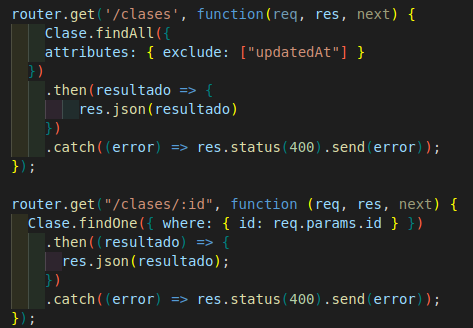 router.get('/clases', function(req, res, next) {
    Clase.findAll({
    attributes: { exclude: ["updatedAt"] }
  })
    .then(resultado => {
        res.json(resultado)
    })
    .catch((error) => res.status(400).send(error));
});

router.get("/clases/:id", function (req, res, next) {
  Clase.findOne({ where: { id: req.params.id } })
    .then((resultado) => {
      res.json(resultado);
    })
    .catch((error) => res.status(400).send(error));
});